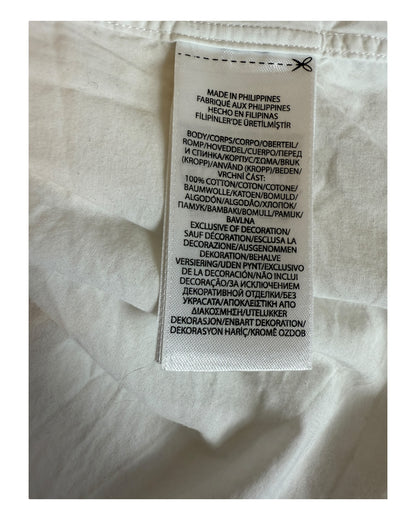 MADE IN PHILIPPINES
FABRIQUÉ AUX PHILIPPINES
HECHO EN FILIPINAS
FİLİPİNLER'DE ÜRETİLMİŞTİR
BODY/CORPS/CORPO/OBERTEIL/
ROMP/HOVEDDEL/CUERPO/ПЕРЕД
И СПИНКА/КОРПУС/ΣΩΜΑ/BRUK
(KROPP)/ANVÄND (KROPP)/BEDEN/
VRCHNÍ ČÁST:
100% COTTON/COTON/COTONE/
BAUMWOLLE/KATOEN/BOMULD/
ALGODÓN/ALGODÃO/ХЛОПОК/
ПАМУК/ΒΑΜΒΑΚΙ/BOMULL/PAMUK/
BAVLNA
EXCLUSIVE OF DECORATION/
SAUF DÉCORATION/ESCLUSA LA
DECORAZIONE/AUSGENOMMEN
DEKORATION/BEHALVE
VERSIERING/UDEN PYNT/EXCLUSIVO
DE LA DECORACIÓN/NÃO INCLUI
DECORAÇÃO/ЗА ИСКЛЮЧЕНИЕМ
ДЕКОРАТИВНОЙ ОТДЕЛКИ/БЕЗ
УКРАСАТА/ΑΠΟΚΛΕΙΣΤΙΚΗ ΑΠΟ
ΔΙΑΚΟΣΜΗΣΗ/UTELUKKER
DEKORASJON/ENBART DEKORATION/
DEKORASYON HARİÇ/KROMĚ OZDOB